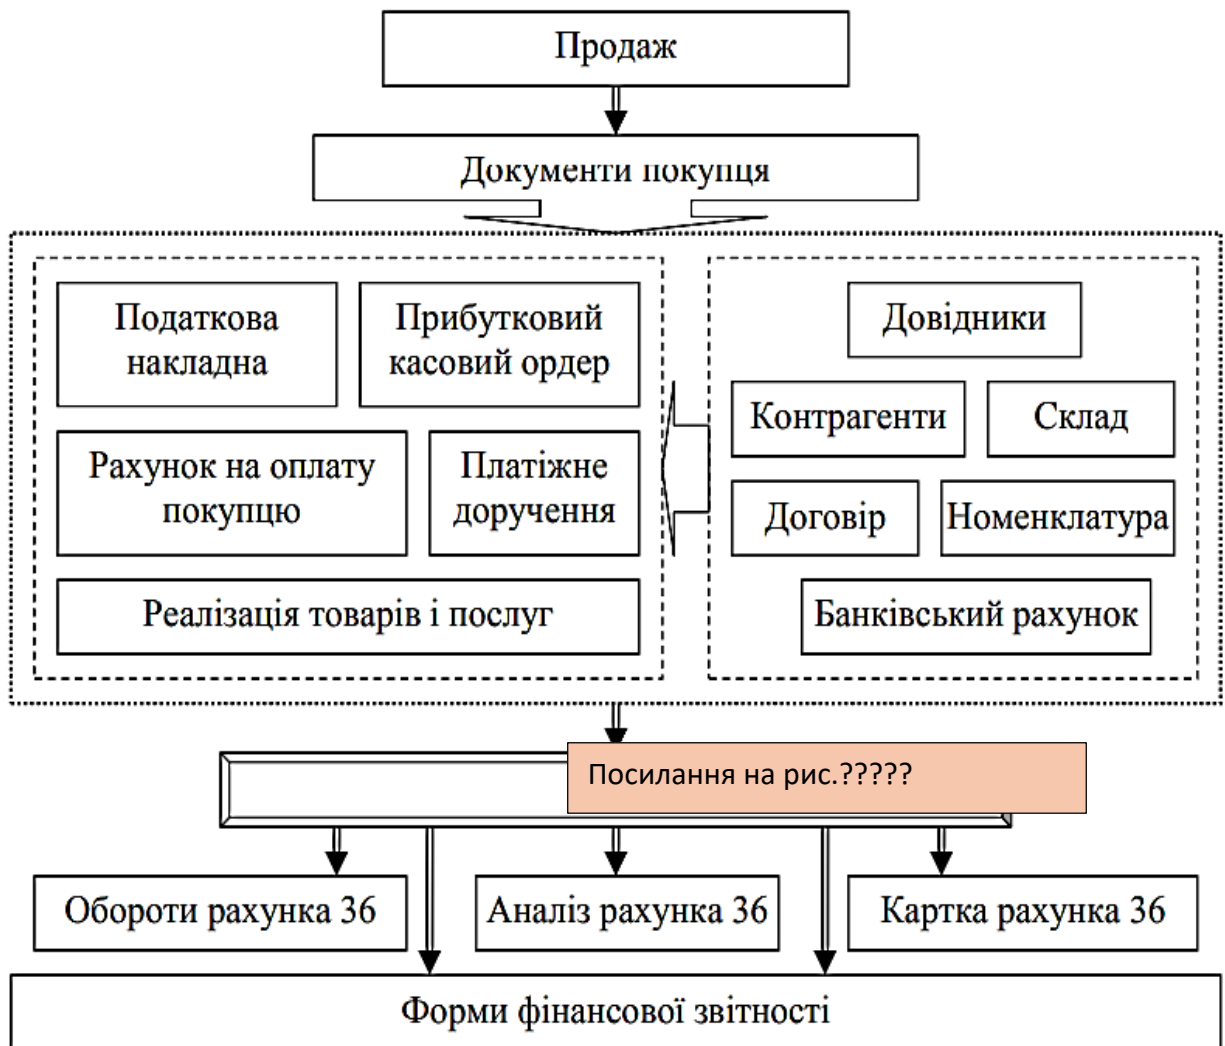 Продаж
Документи покупця
Податкова
накладна
Прибутковий
касовий ордер
Рахунок на оплату
покупцю
Платіжне
доручення
Реалізація товарів і послуг
Довідники
Контрагенти
Склад
Договір
Номенклатура
Банківський рахунок
Посилання на рис.?????
Обороти рахунка 36
Аналіз рахунка 36
Картка рахунка 36
Форми фінансової звітності